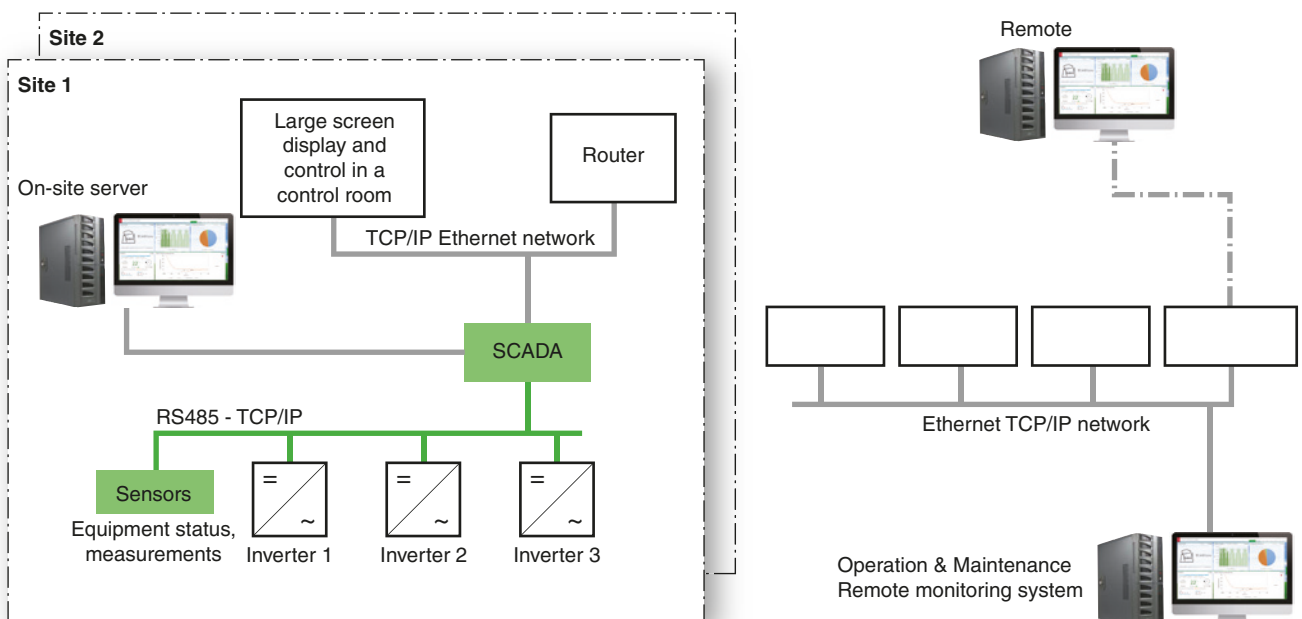 Site 2
Site 1
Large screen
display and
control in a
control room
Router
On-site server
TCP/IP Ethernet network
SCADA
RS485 - TCP/IP
Sensors
Equipment status,
measurements
=
~
Inverter 1
=
~
Inverter 2
=
~
Inverter 3
Remote
Ethernet TCP/IP network
Operation & Maintenance
Remote monitoring system